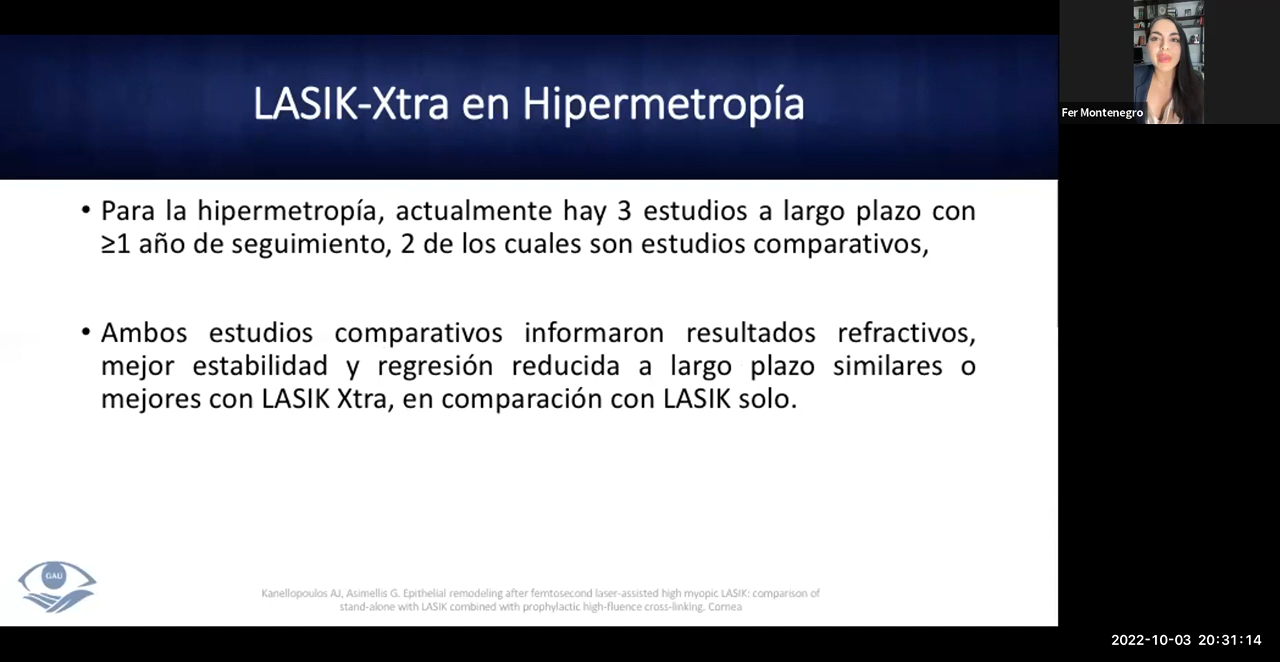 LASIK-Xtra en Hipermetropía
Fer Montenegro
• Para la hipermetropía, actualmente hay 3 estudios a largo plazo con
≥1 año de seguimiento, 2 de los cuales son estudios comparativos,
• Ambos estudios comparativos informaron resultados refractivos,
mejor estabilidad y regresión reducida a largo plazo similares o
mejores con LASIK Xtra, en comparación con LASIK solo.
GAU
Kanellopoulos AJ, Asimellis G. Epithelial remodeling after femtosecond laser-assisted high myopic LASIK: comparison of
stand-alone with LASIK combined with prophylactic high-fluence cross-linking. Cornea
2022-10-03 20:31:14